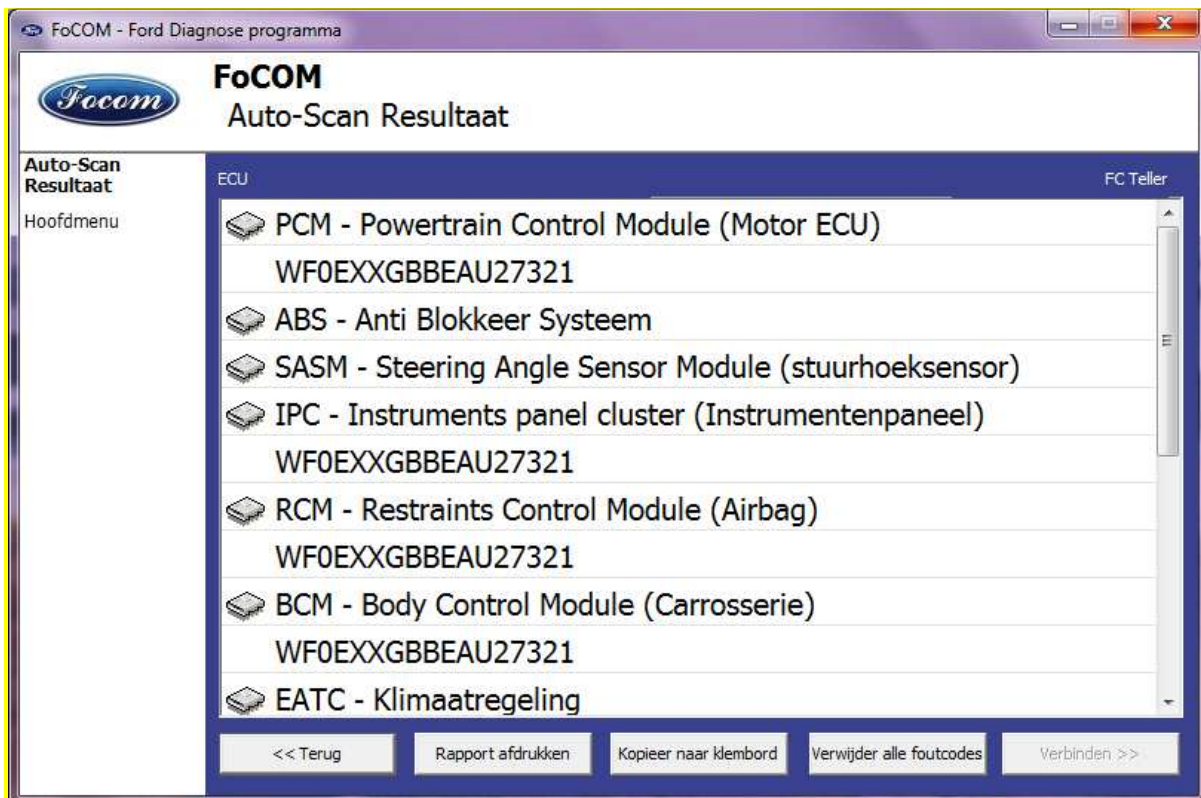 FoCOM - Ford Diagnose programma
Focom
FoCOM
Auto-Scan Resultaat
Auto-Scan
Resultaat
Hoofdmenu
ECU FC Teller
PCM - Powertrain Control Module (Motor ECU)
WF0EXXGBBEAU27321
ABS - Anti Blokkeer Systeem
SASM - Steering Angle Sensor Module (stuurhoeksensor)
IPC - Instruments panel cluster (Instrumentenpaneel)
WF0EXXGBBEAU27321
RCM - Restraints Control Module (Airbag)
WF0EXXGBBEAU27321
BCM - Body Control Module (Carrosserie)
WF0EXXGBBEAU27321
EATC - Klimaatregeling
<< Terug Rapport afdrukken Kopieer naar klembord Verwijder alle foutcodes Verbinden >>